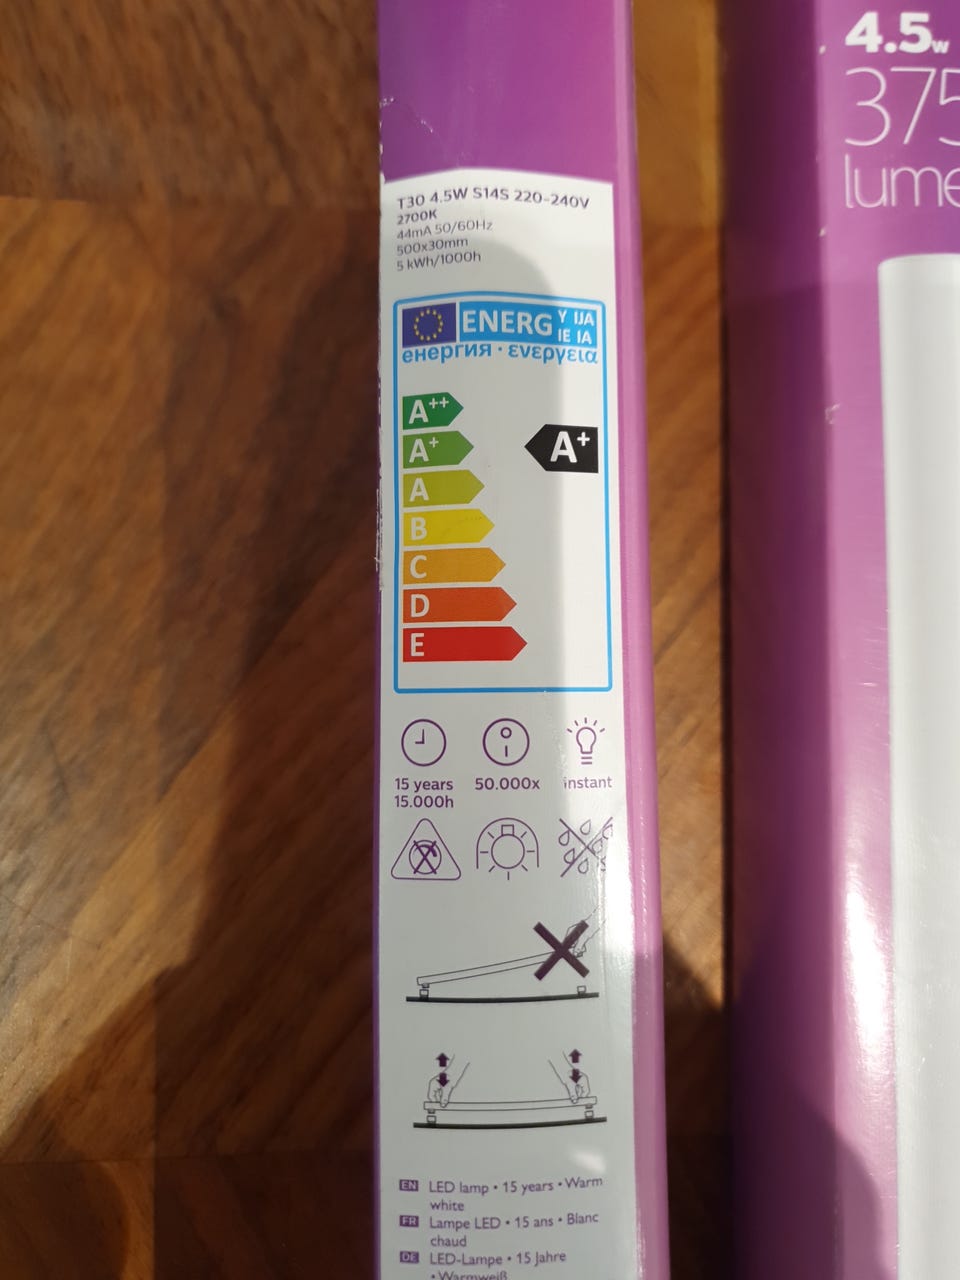 4.5w
375
lume
T30 4.5W S14S 220-240V
2700K
44mA 50/60Hz
500x30mm
5 kWh/1000h
ENERG Y IJA
IE IA
енергия · ενεργεια
A++
A+
A+
A
B
C
D
E
15 years
15.000h
50.000x
instant
EN LED lamp • 15 years • Warm
white
FR Lampe LED • 15 ans • Blanc
chaud
DE LED-Lampe • 15 Jahre
• Warmweiß